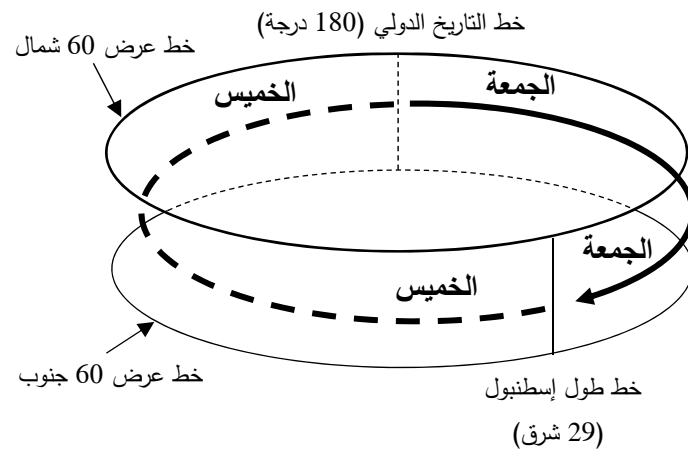 خط التاريخ الدولي (180 درجة)
خط عرض 60 شمال
الجمعة
الخميس
الجمعة
الخميس
خط عرض 60 جنوب
خط طول إسطنبول
(29 شرق)